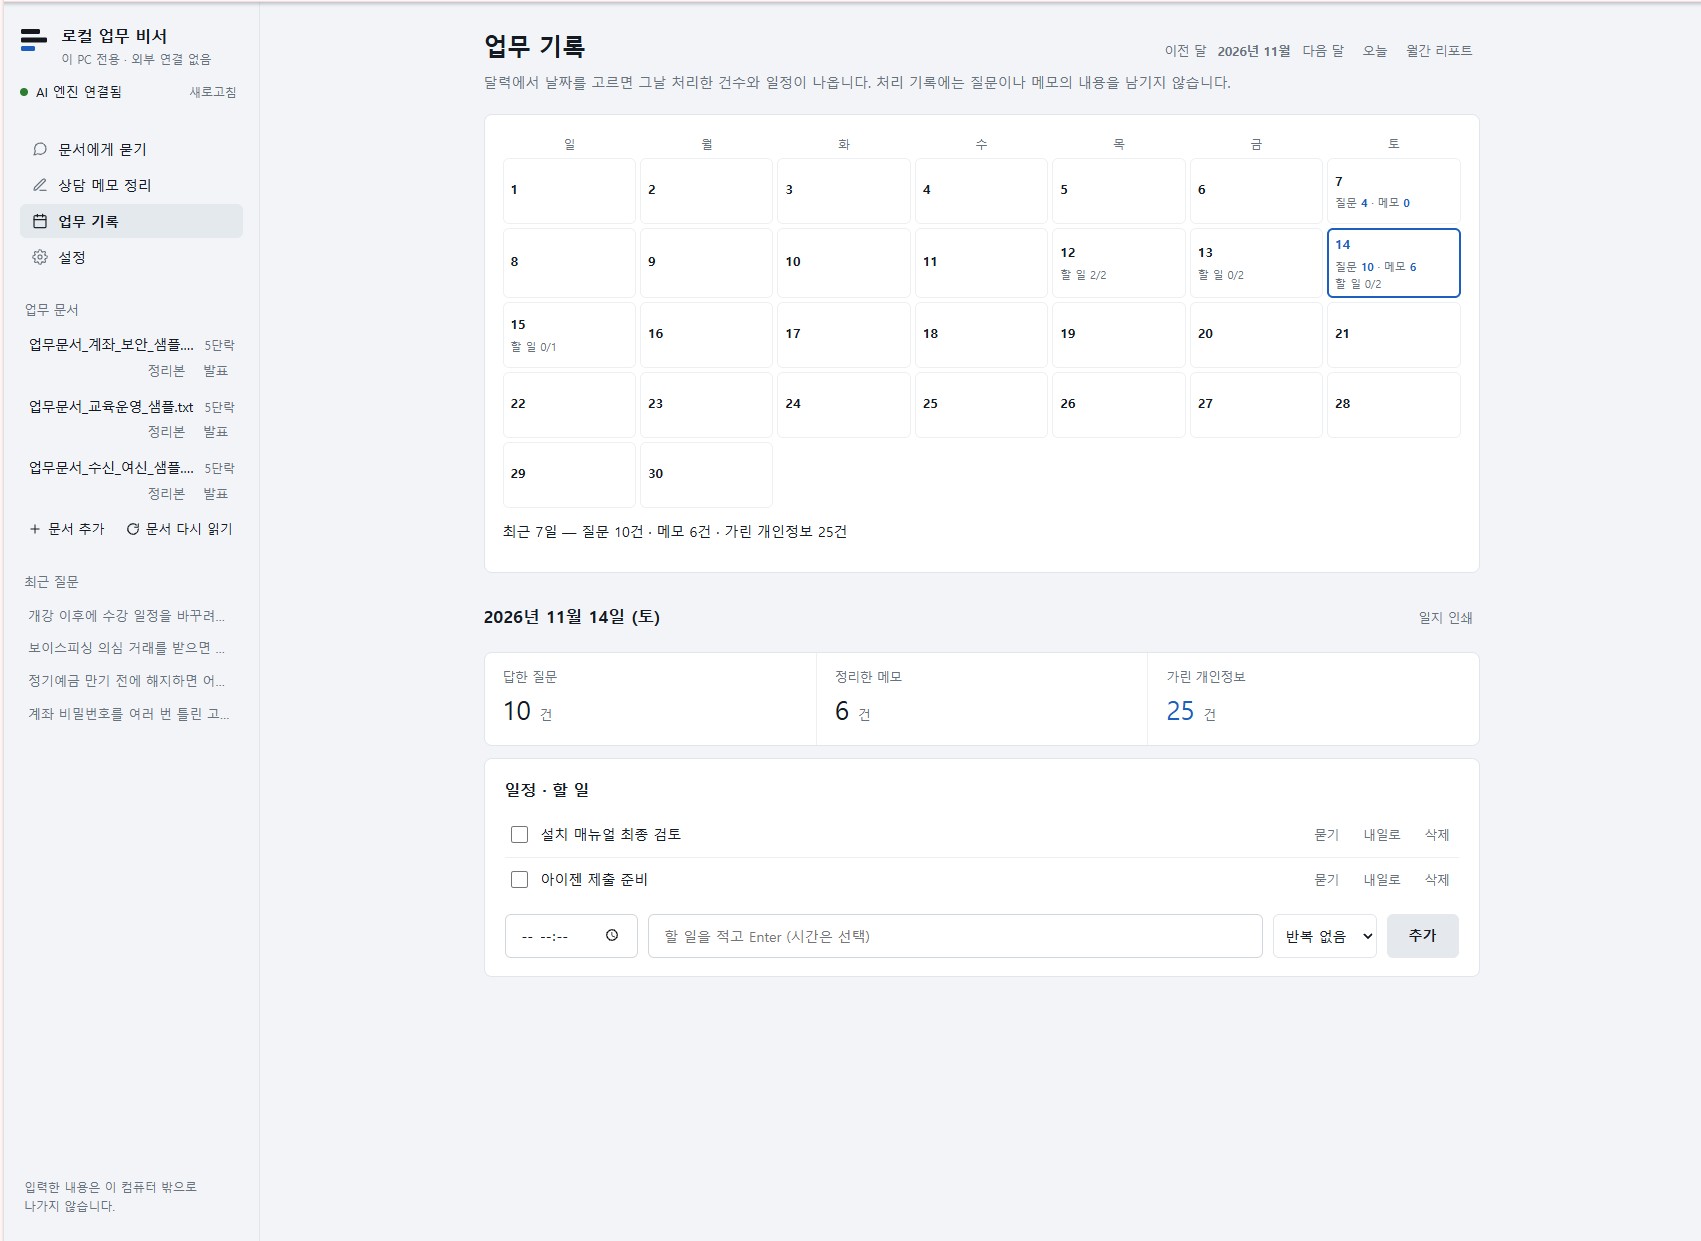 로컬 업무 비서
이 PC 전용 · 외부 연결 없음
AI 엔진 연결됨 새로고침
문서에게 묻기
상담 메모 정리
업무 기록
설정
업무 문서
업무문서_계좌_보안_샘플.... 5단락
정리본 발표
업무문서_교육운영_샘플.txt 5단락
정리본 발표
업무문서_수신_여신_샘플.... 5단락
정리본 발표
+ 문서 추가 문서 다시 읽기
최근 질문
개강 이후에 수강 일정을 바꾸려...
보이스피싱 의심 거래를 받으면 ...
정기예금 만기 전에 해지하면 어...
계좌 비밀번호를 여러 번 틀린 고...
입력한 내용은 이 컴퓨터 밖으로
나가지 않습니다.
업무 기록
이전 달 2026년 11월 다음 달 오늘 월간 리포트
달력에서 날짜를 고르면 그날 처리한 건수와 일정이 나옵니다. 처리 기록에는 질문이나 메모의 내용을 남기지 않습니다.
일 월 화 수 목 금 토
1 2 3 4 5 6 7
질문 4 · 메모 0
8 9 10 11 12 13 14
할 일 2/2 할 일 0/2 질문 10 · 메모 6
할 일 0/2
15 16 17 18 19 20 21
할 일 0/1
22 23 24 25 26 27 28
29 30
최근 7일 — 질문 10건 · 메모 6건 · 가린 개인정보 25건
2026년 11월 14일 (토) 일지 인쇄
답한 질문 정리한 메모 가린 개인정보
10 건 6 건 25 건
일정 · 할 일
설치 매뉴얼 최종 검토 묻기 내일로 삭제
아이젠 제출 준비 묻기 내일로 삭제
-- --:-- 할 일을 적고 Enter (시간은 선택) 반복 없음 추가